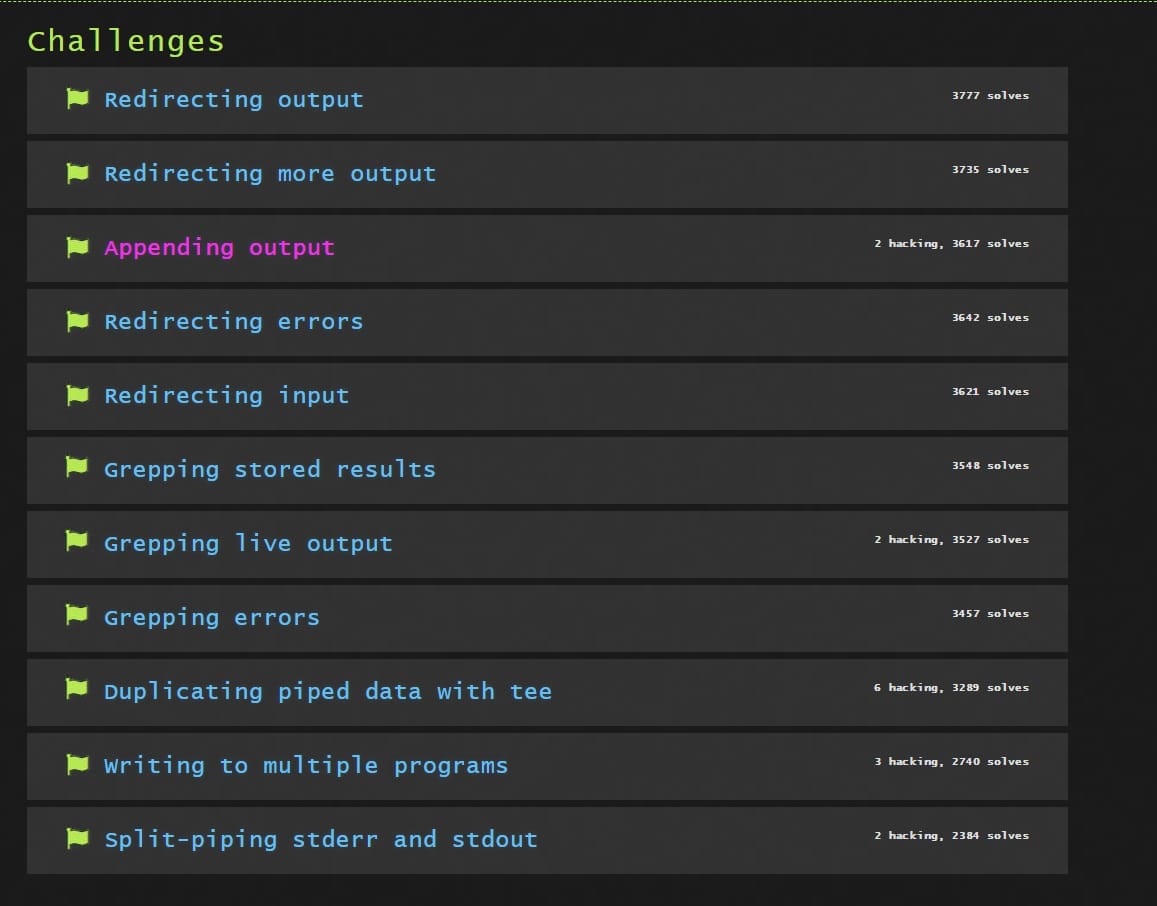 Challenges
Redirecting output 3777 solves
Redirecting more output 3735 solves
Appending output 2 hacking, 3617 solves
Redirecting errors 3642 solves
Redirecting input 3621 solves
Grepping stored results 3548 solves
Grepping live output 2 hacking, 3527 solves
Grepping errors 3457 solves
Duplicating piped data with tee 6 hacking, 3289 solves
Writing to multiple programs 3 hacking, 2740 solves
Split-piping stderr and stdout 2 hacking, 2384 solves